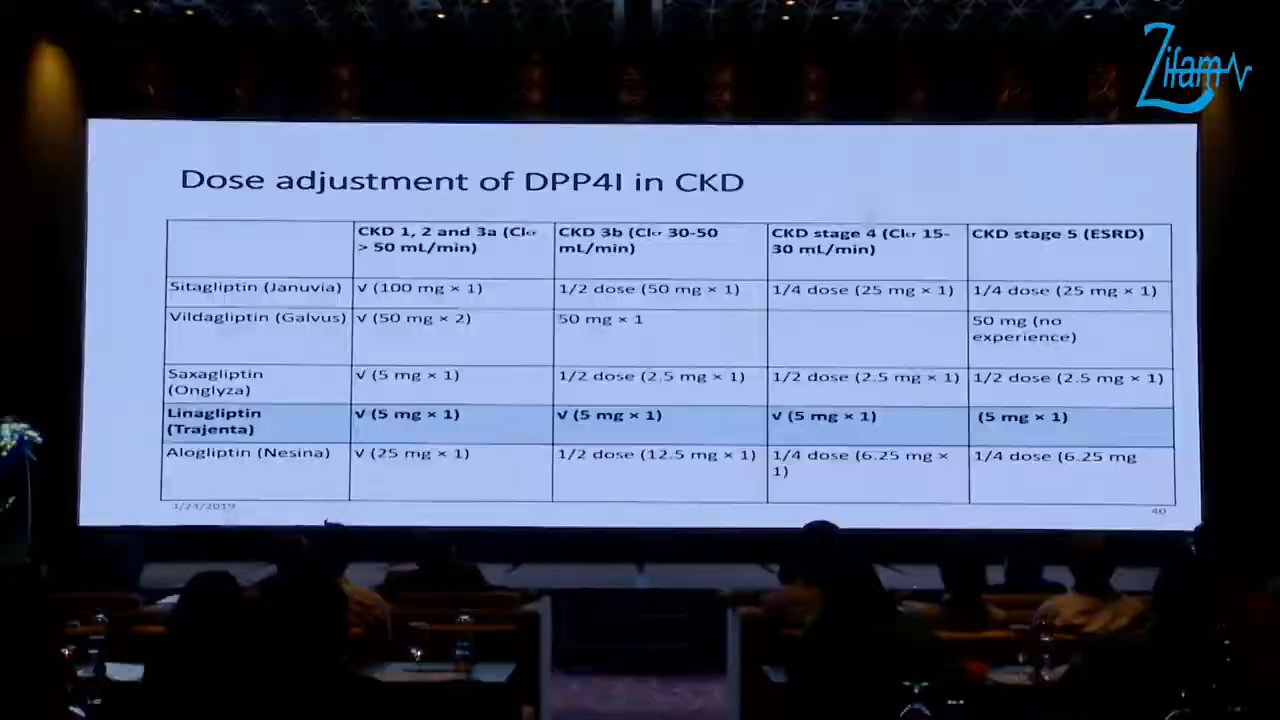 Zifam
Dose adjustment of DPP4I in CKD
CKD 1, 2 and 3a (Clcr
> 50 mL/min)
CKD 3b (Clcr 30-50
mL/min)
CKD stage 4 (Clcr 15-
30 mL/min)
CKD stage 5 (ESRD)
Sitagliptin (Januvia)
√ (100 mg × 1)
1/2 dose (50 mg × 1)
1/4 dose (25 mg × 1)
1/4 dose (25 mg × 1)
Vildagliptin (Galvus)
√ (50 mg × 2)
50 mg × 1
50 mg (no
experience)
Saxagliptin
(Onglyza)
√ (5 mg × 1)
1/2 dose (2.5 mg × 1)
1/2 dose (2.5 mg × 1)
1/2 dose (2.5 mg × 1)
Linagliptin
(Trajenta)
√ (5 mg × 1)
√ (5 mg × 1)
√ (5 mg × 1)
(5 mg × 1)
Alogliptin (Nesina)
√ (25 mg × 1)
1/2 dose (12.5 mg × 1)
1/4 dose (6.25 mg ×
1)
1/4 dose (6.25 mg
40